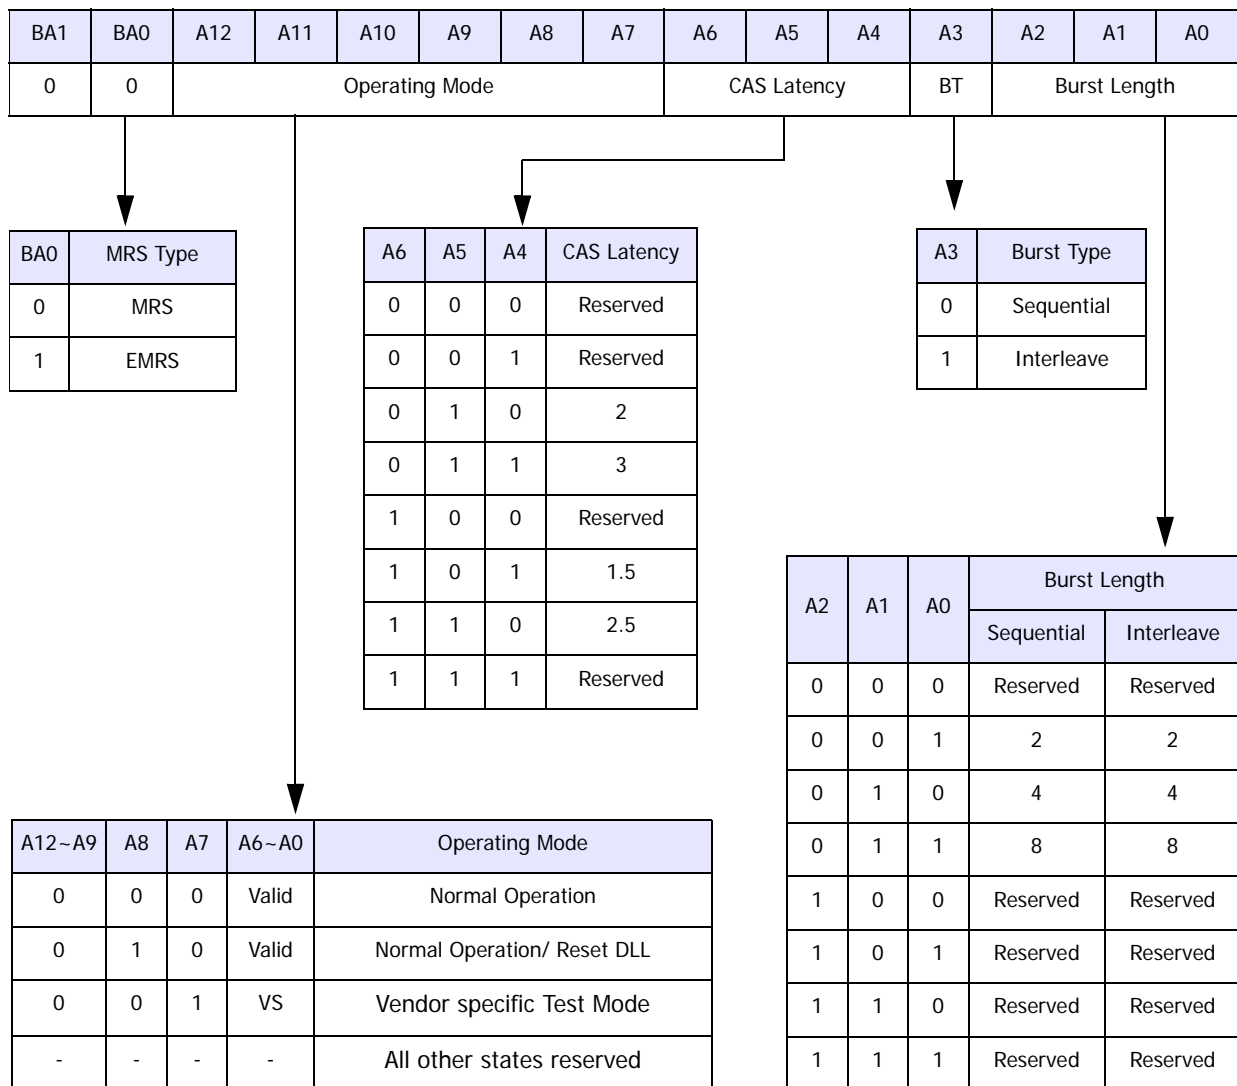 BA1 BA0 A12 A11 A10 A9 A8 A7 A6 A5 A4 A3 A2 A1 A0
0 0 Operating Mode CAS Latency BT Burst Length
BA0 MRS Type
0 MRS
1 EMRS
A6 A5 A4 CAS Latency
0 0 0 Reserved
0 0 1 Reserved
0 1 0 2
0 1 1 3
1 0 0 Reserved
1 0 1 1.5
1 1 0 2.5
1 1 1 Reserved
A3 Burst Type
0 Sequential
1 Interleave
A2 A1 A0 Burst Length
Sequential Interleave
0 0 0 Reserved Reserved
0 0 1 2 2
0 1 0 4 4
0 1 1 8 8
1 0 0 Reserved Reserved
1 0 1 Reserved Reserved
1 1 0 Reserved Reserved
1 1 1 Reserved Reserved
A12~A9 A8 A7 A6~A0 Operating Mode
0 0 0 Valid Normal Operation
0 1 0 Valid Normal Operation/ Reset DLL
0 0 1 VS Vendor specific Test Mode
- - - - All other states reserved